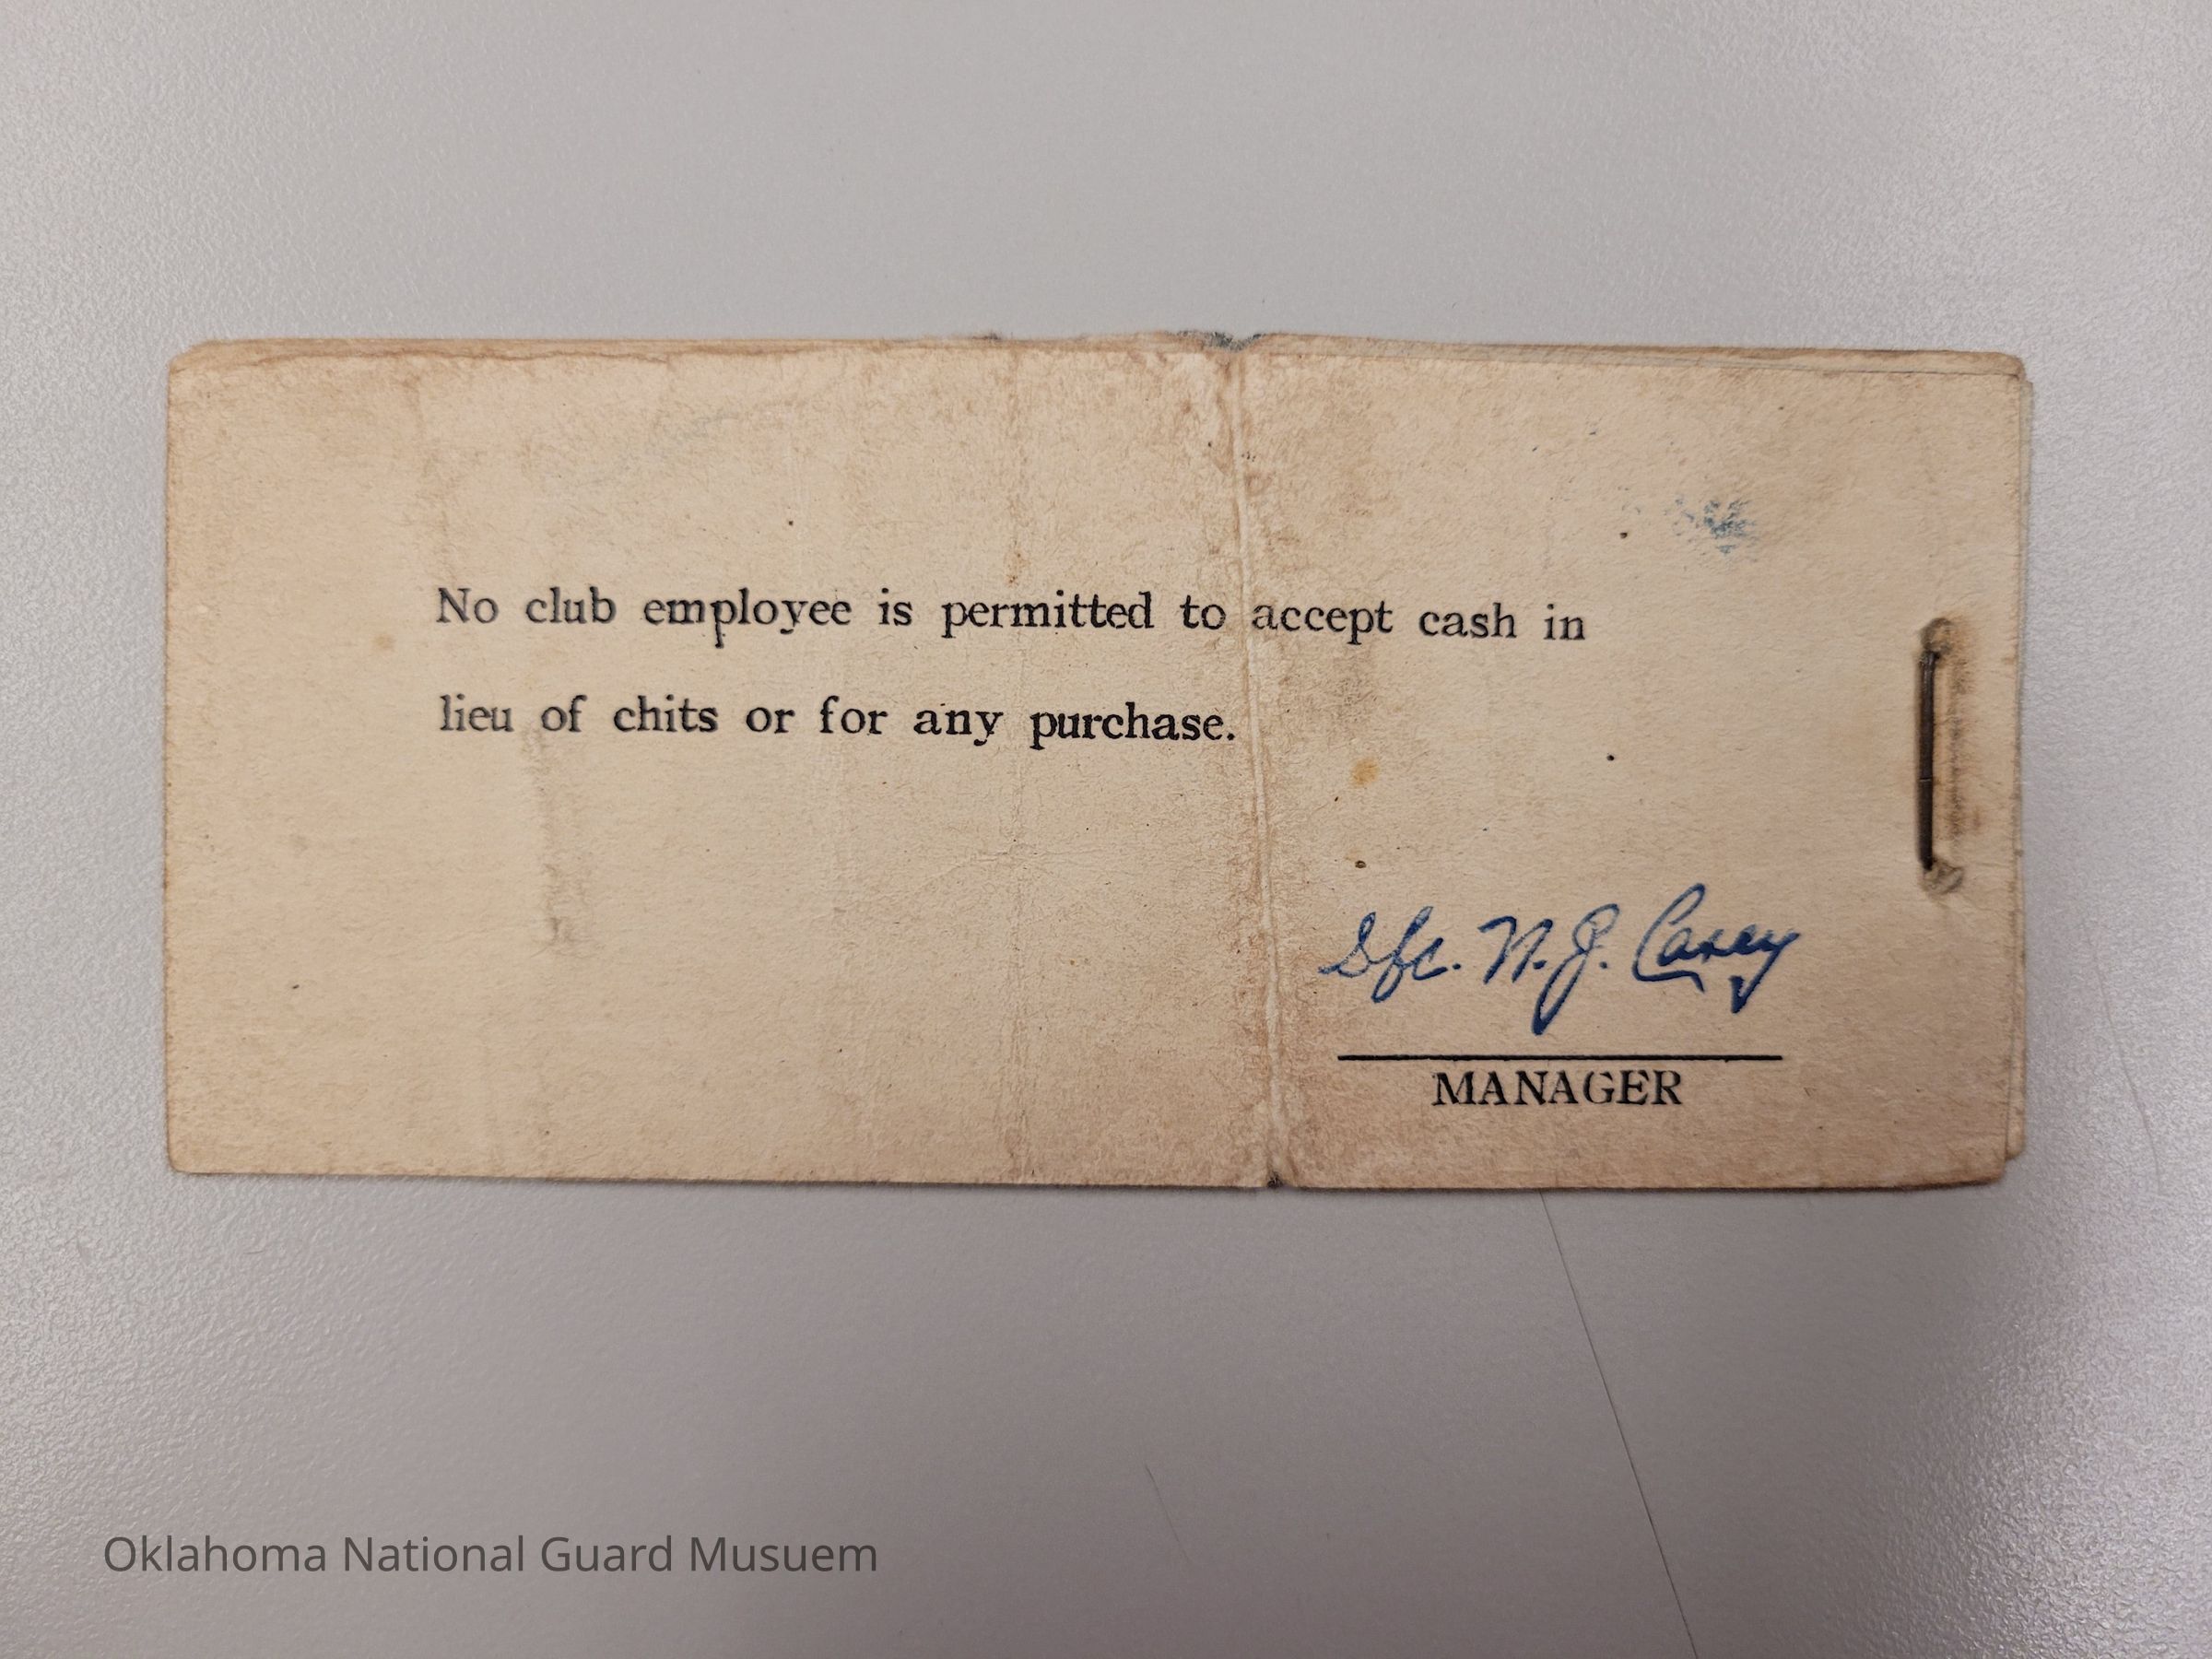 No club employee is permitted to accept cash in
lieu of chits or for any purchase.
Sfc. N. J. Casey
MANAGER
Oklahoma National Guard Musuem